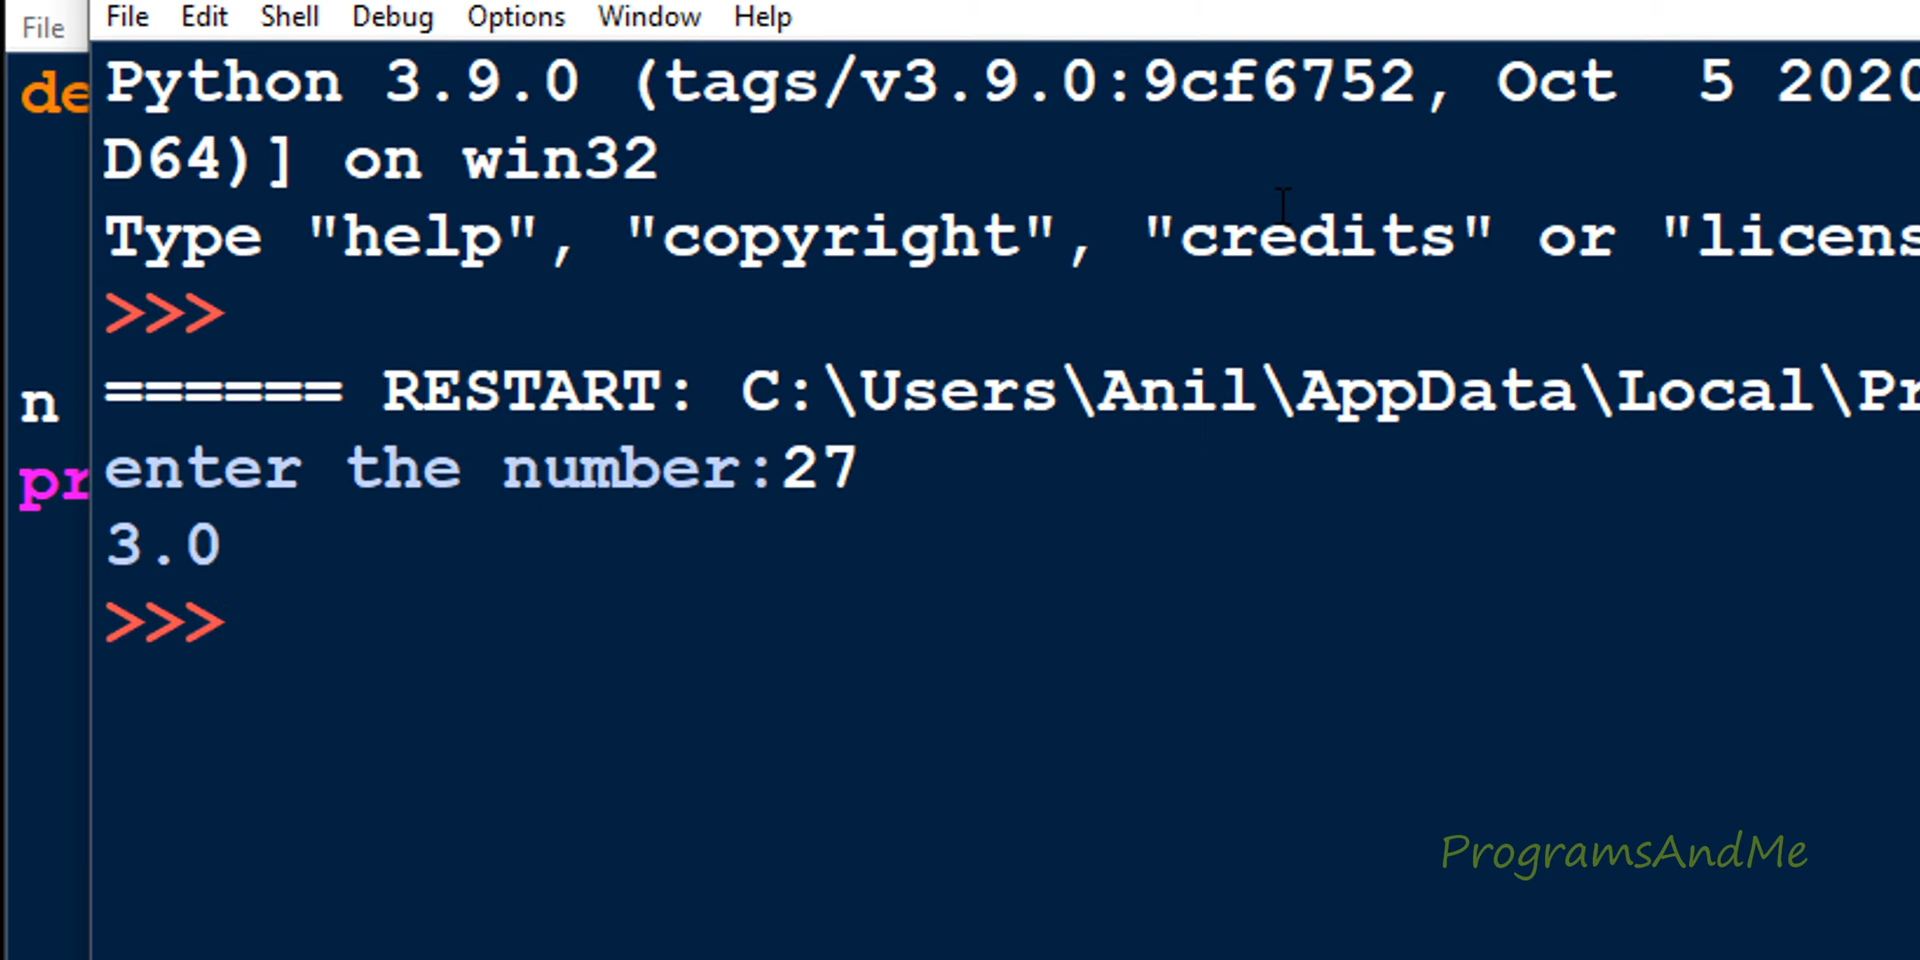 File
File Edit Shell Debug Options Window Help
de
Python 3.9.0 (tags/v3.9.0:9cf6752, Oct  5 2020
D64)] on win32
Type "help", "copyright", "credits" or "licens
>>>
====== RESTART: C:\Users\Anil\AppData\Local\Pr
n
enter the number:27
pr
3.0
>>>
ProgramsAndMe